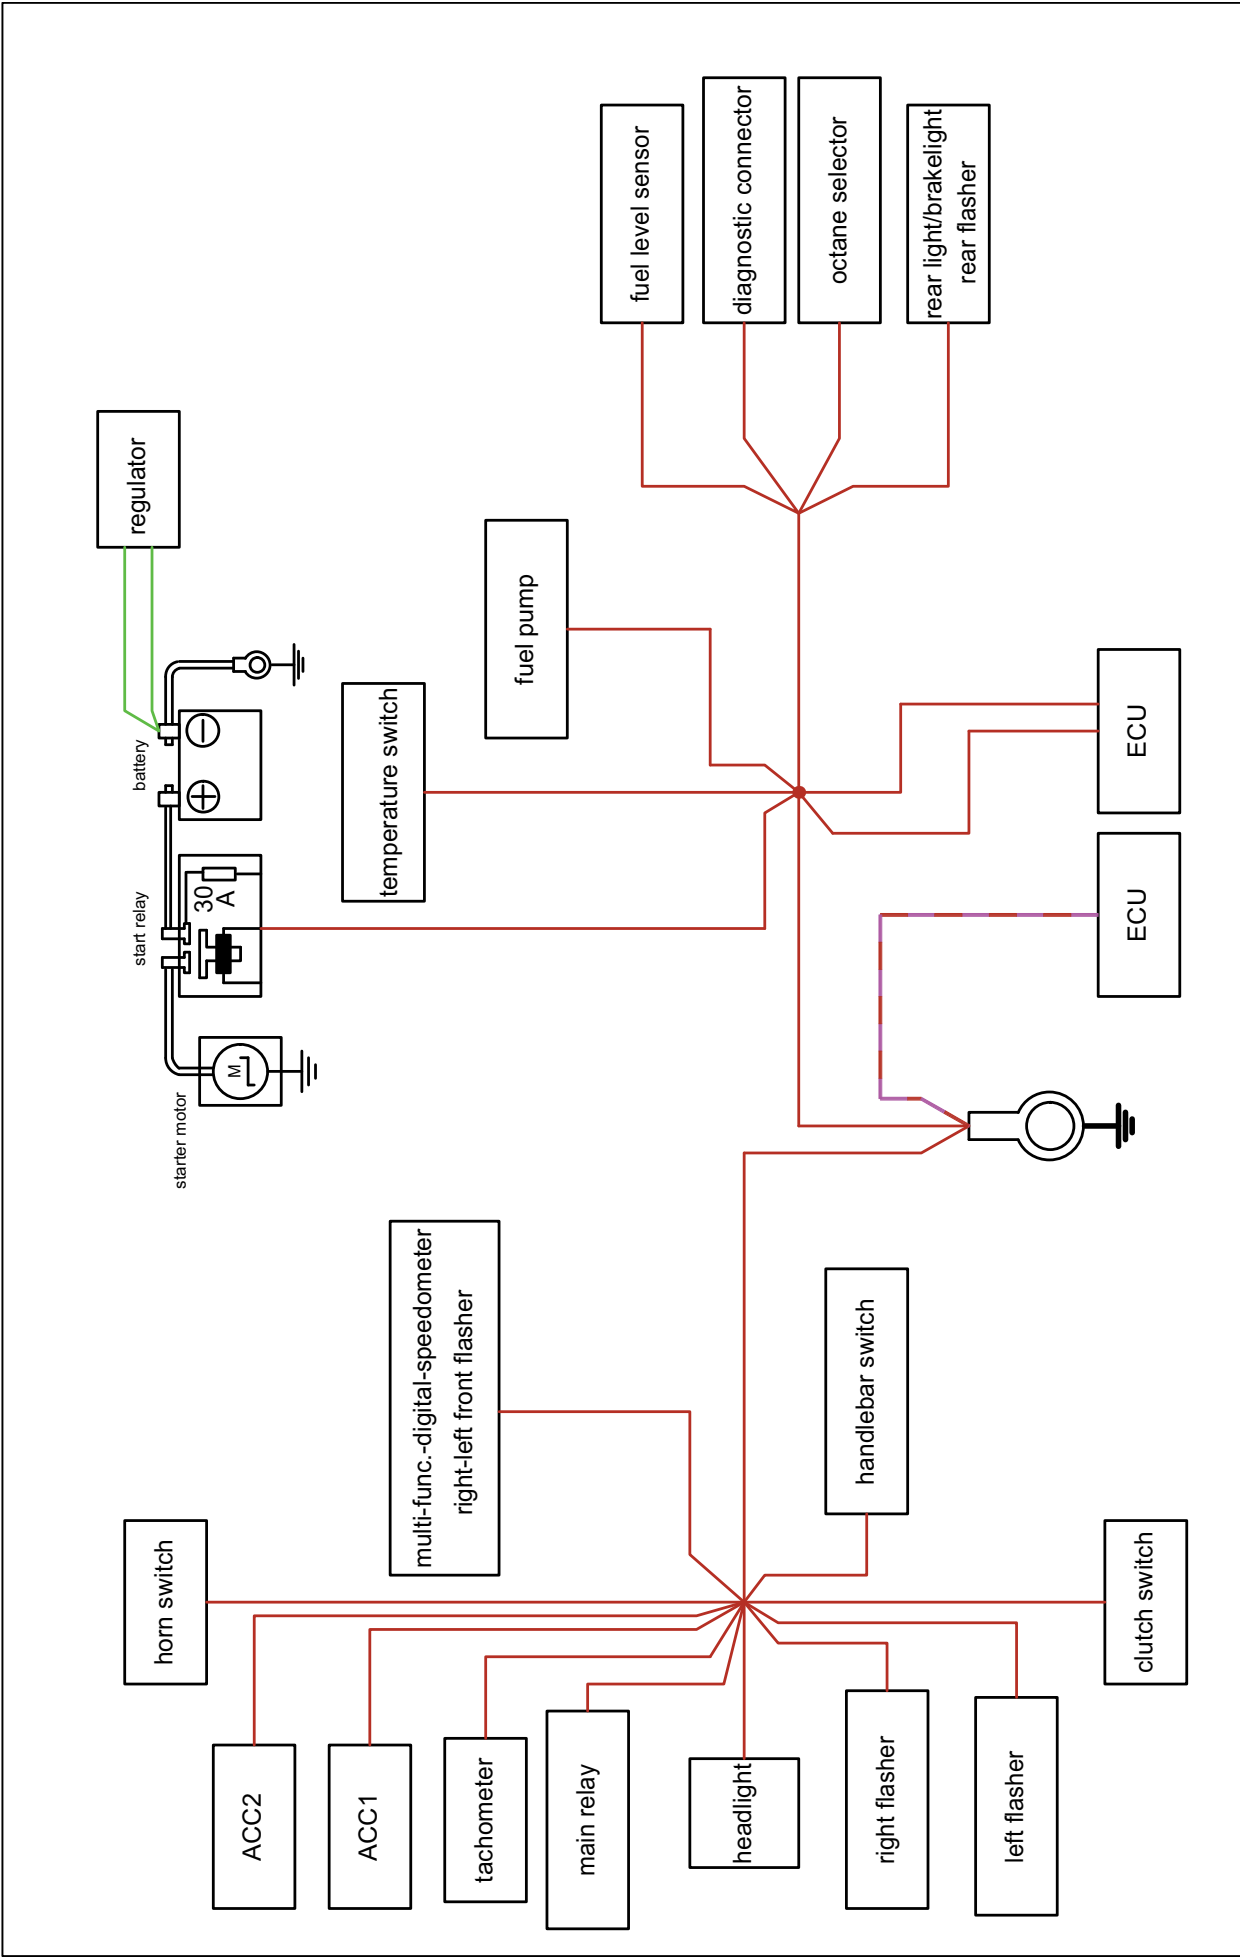 horn switch
ACC2
ACC1
tachometer
main relay
headlight
right flasher
left flasher
clutch switch
multi-func.-digital-speedometer
right-left front flasher
handlebar switch
starter motor
M
start relay
30
A
battery
regulator
temperature switch
fuel pump
ECU
ECU
fuel level sensor
diagnostic connector
octane selector
rear light/brakelight
rear flasher